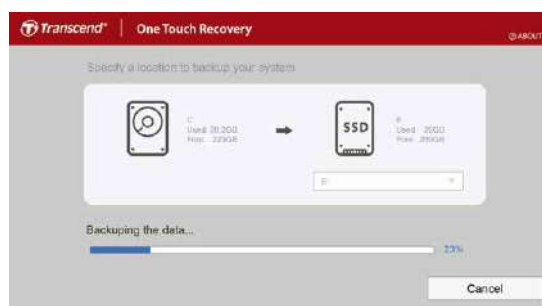 Transcend®
One Touch Recovery
ABOUT
Specify a location to backup your system
C
SSD
Backuping the data...
23%
Cancel